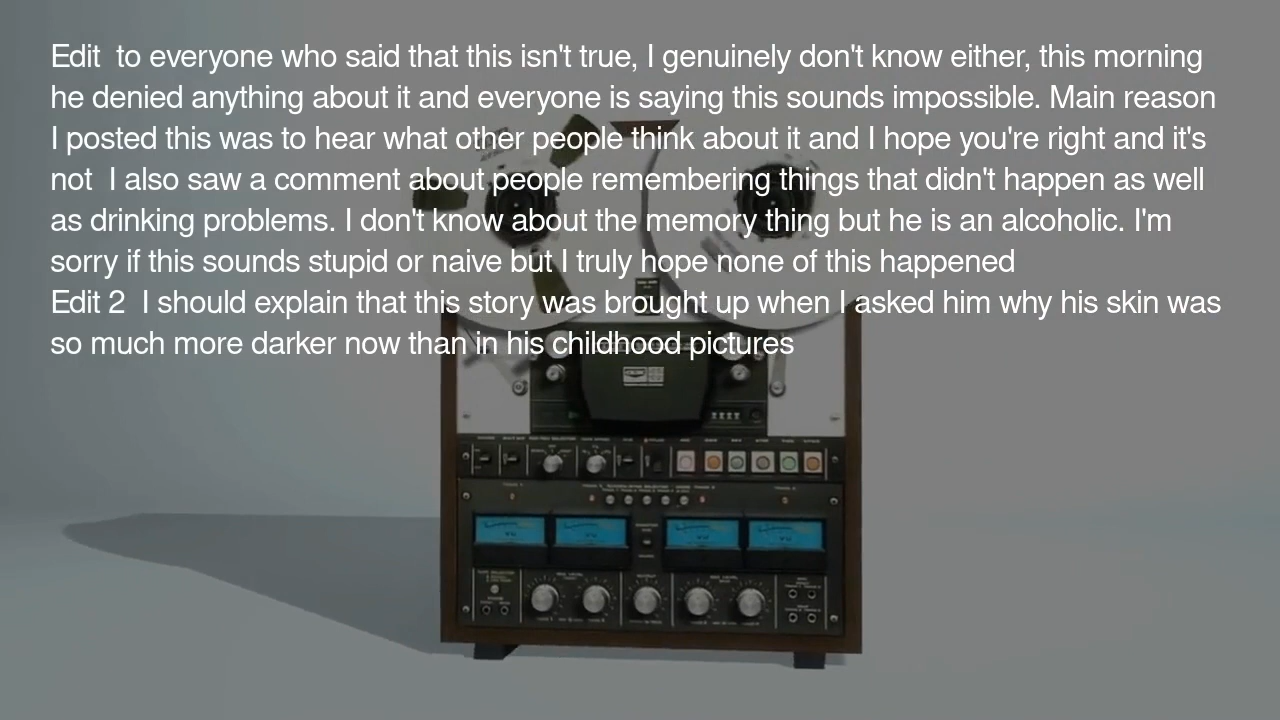 Edit  to everyone who said that this isn't true, I genuinely don't know either, this morning
he denied anything about it and everyone is saying this sounds impossible. Main reason
I posted this was to hear what other people think about it and I hope you're right and it's
not  I also saw a comment about people remembering things that didn't happen as well
as drinking problems. I don't know about the memory thing but he is an alcoholic. I'm
sorry if this sounds stupid or naive but I truly hope none of this happened
Edit 2  I should explain that this story was brought up when I asked him why his skin was
so much more darker now than in his childhood pictures